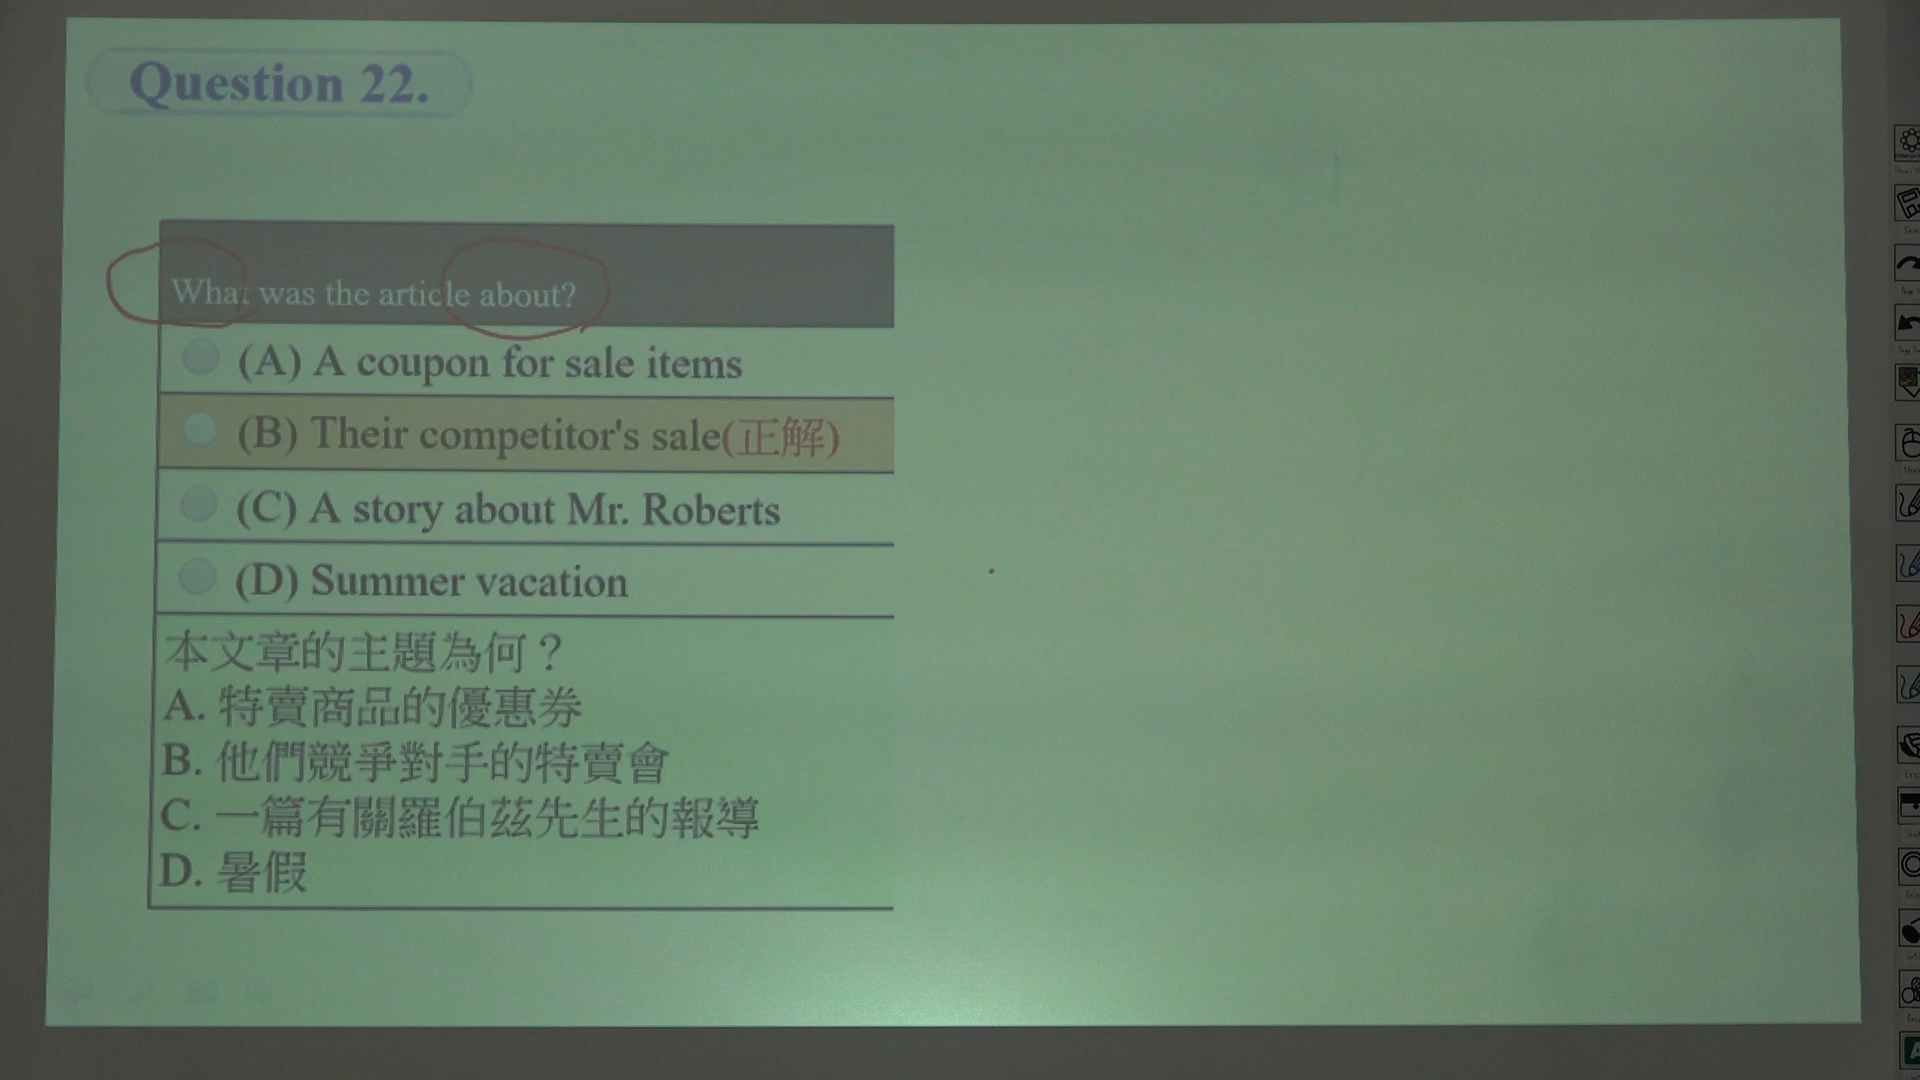 Question 22.
What was the article about?
(A) A coupon for sale items
(B) Their competitor's sale(正解)
(C) A story about Mr. Roberts
(D) Summer vacation
本文章的主題為何？
A. 特賣商品的優惠券
B. 他們競爭對手的特賣會
C. 一篇有關羅伯茲先生的報導
D. 暑假